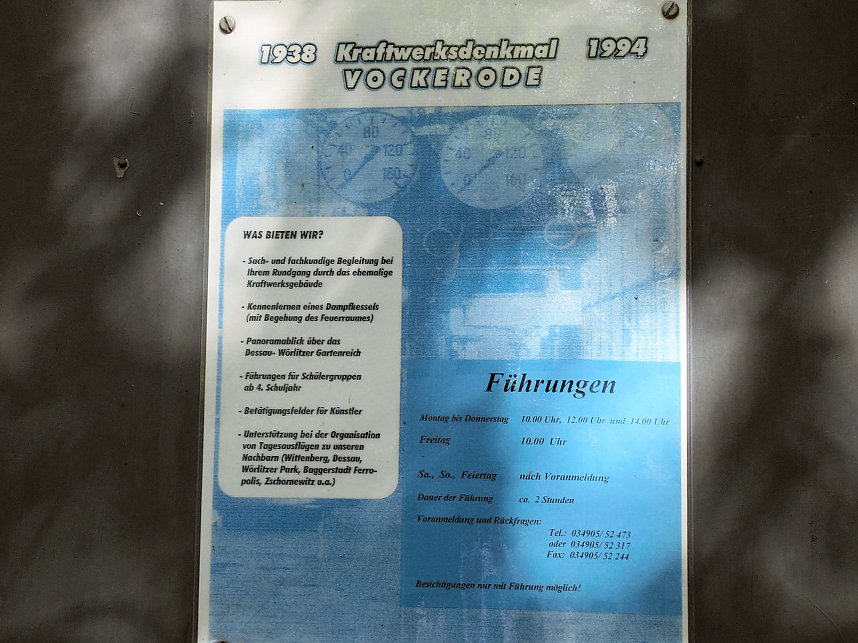 1938 Kraftwerksdenkmal 1994
VOCKERODE
80
40 120
0 160
80
40 120
0 160
WAS BIETEN WIR?
- Sach- und fachkundige Begleitung bei
Ihrem Rundgang durch das ehemalige
Kraftwerksgebäude
- Kennenlernen eines Dampfkessels
(mit Begehung des Feuerraumes)
- Panoramablick über das
Dessau- Wörlitzer Gartenreich
- Führungen für Schülergruppen
ab 4. Schuljahr
- Betätigungsfelder für Künstler
- Unterstützung bei der Organisation
von Tagesausflügen zu unseren
Nachbarn (Wittenberg, Dessau,
Wörlitzer Park, Baggerstadt Ferro-
polis, Zschornewitz u.a.)
Führungen
Montag bis Donnerstag 10.00 Uhr, 12.00 Uhr und 14.00 Uhr
Freitag 10.00 Uhr
Sa., So., Feiertag nach Voranmeldung
Dauer der Führung ca. 2 Stunden
Voranmeldung und Rückfragen:
Tel.: 034905/ 52 473
oder 034905/ 52 317
Fax: 034905/ 52 244
Besichtigungen nur mit Führung möglich!